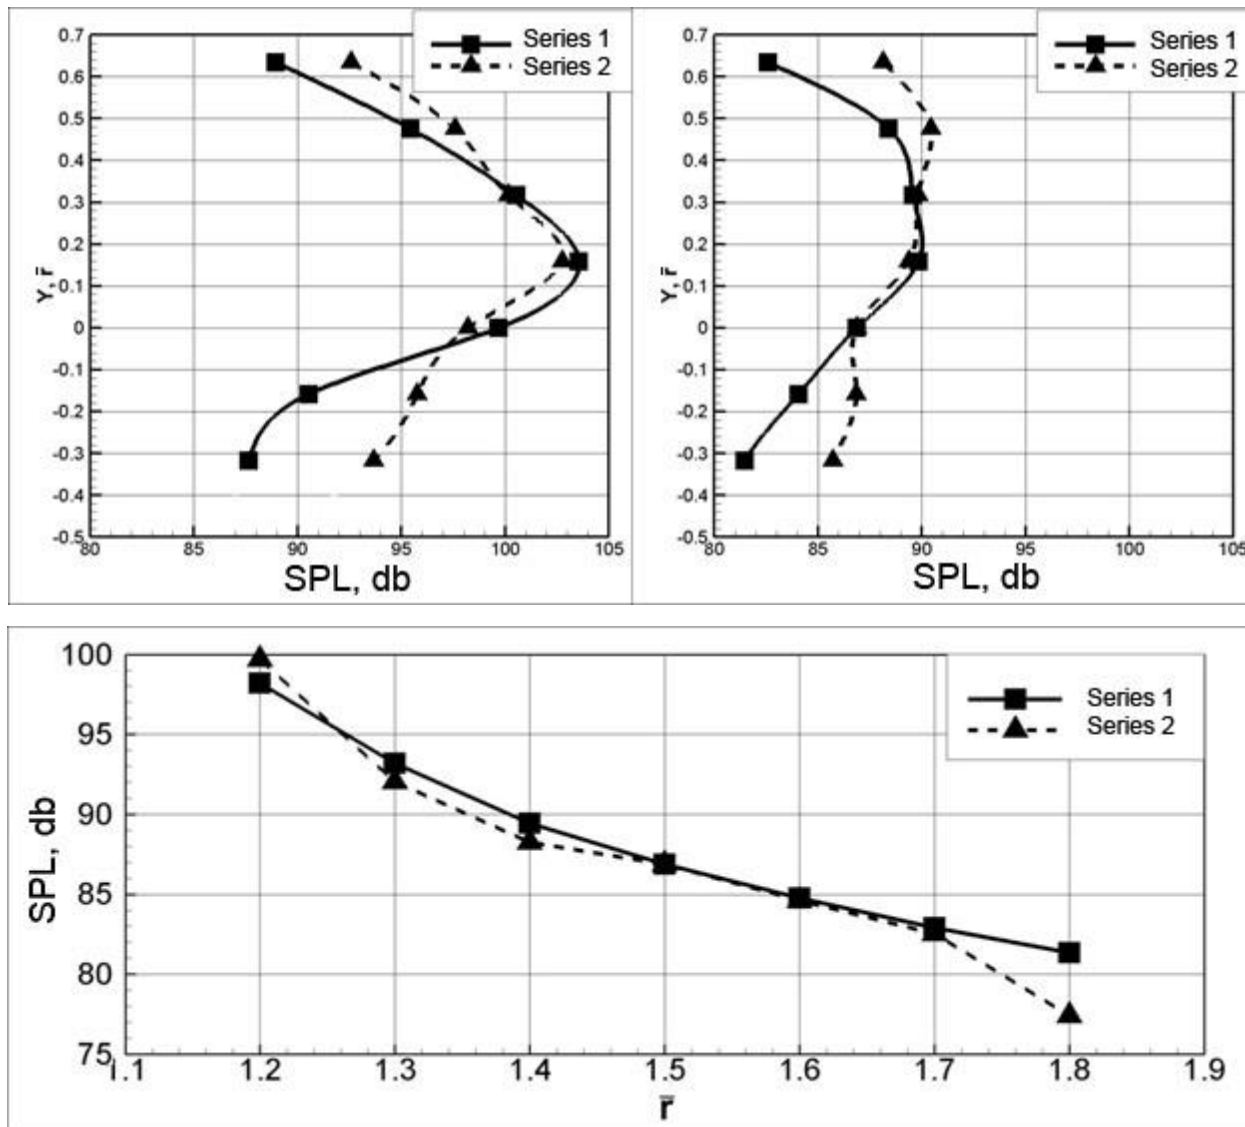 0.7
0.6
0.5
0.4
0.3
0.2
0.1
0
-0.1
-0.2
-0.3
-0.4
-0.5
Y, r̄
80 85 90 95 100 105
SPL, db
Series 1
Series 2
0.7
0.6
0.5
0.4
0.3
0.2
0.1
0
-0.1
-0.2
-0.3
-0.4
-0.5
Y, r̄
80 85 90 95 100 105
SPL, db
Series 1
Series 2
100
95
90
85
80
75
SPL, db
1.1 1.2 1.3 1.4 1.5 1.6 1.7 1.8 1.9
r̄
Series 1
Series 2